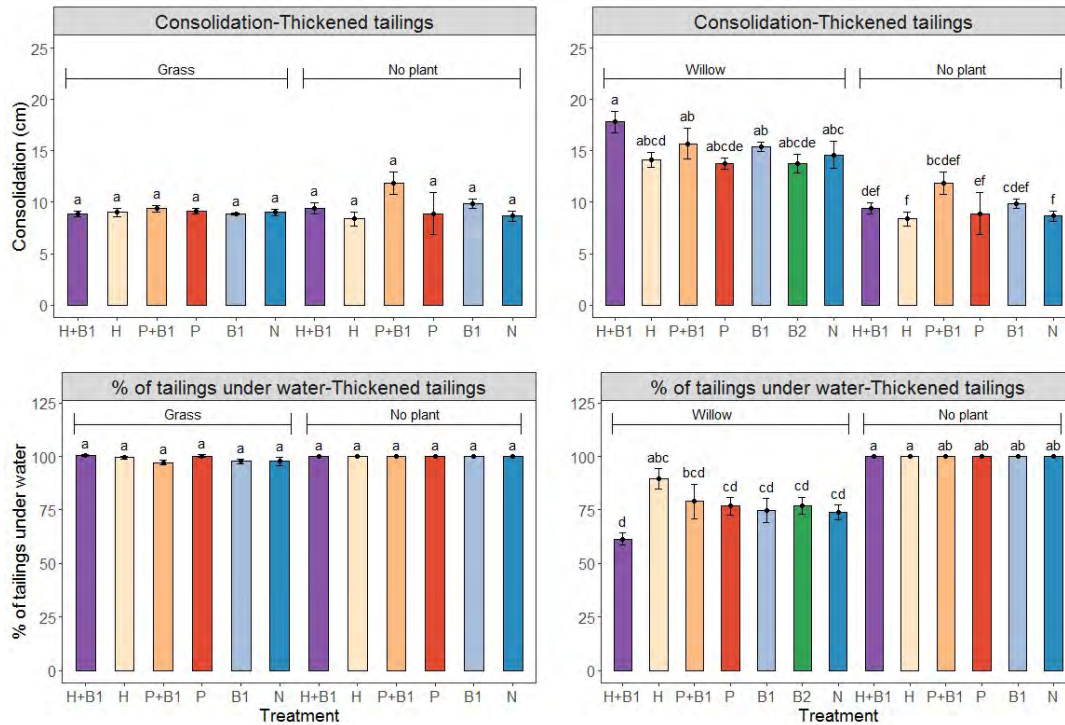 Consolidation-Thickened tailings
25
20
15
10
5
0
Consolidation (cm)
Grass
No plant
a a a a a a a a a a a a
H+B1 H P+B1 P B1 N H+B1 H P+B1 P B1 N
Consolidation-Thickened tailings
25
20
15
10
5
0
Willow
No plant
a abcd ab abcde ab abcde abc def f bcdef ef cdef f
H+B1 H P+B1 P B1 B2 N H+B1 H P+B1 P B1 N
% of tailings under water-Thickened tailings
125
100
75
50
25
0
% of tailings under water
Grass
No plant
a a a a a a a a a a a a
H+B1 H P+B1 P B1 N H+B1 H P+B1 P B1 N
Treatment
% of tailings under water-Thickened tailings
125
100
75
50
25
0
Willow
No plant
d abc bcd cd cd cd cd a a ab ab ab ab
H+B1 H P+B1 P B1 B2 N H+B1 H P+B1 P B1 N
Treatment